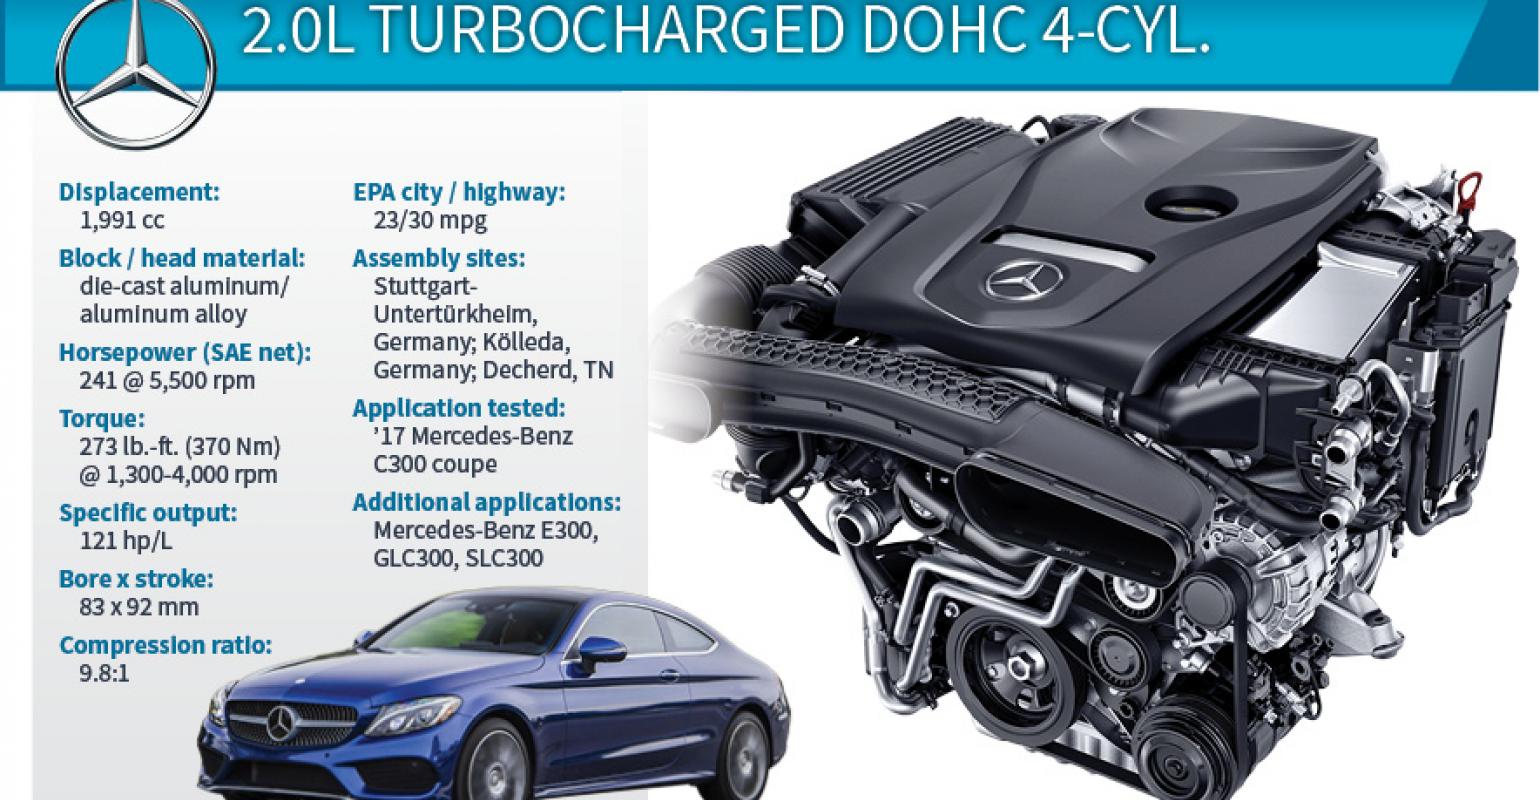 2.0L TURBOCHARGED DOHC 4-CYL.
Displacement:
1,991 cc
Block / head material:
die-cast aluminum/
aluminum alloy
Horsepower (SAE net):
241 @ 5,500 rpm
Torque:
273 lb.-ft. (370 Nm)
@ 1,300-4,000 rpm
Specific output:
121 hp/L
Bore x stroke:
83 x 92 mm
Compression ratio:
9.8:1
EPA city / highway:
23/30 mpg
Assembly sites:
Stuttgart-
Untertürkheim,
Germany; Kölleda,
Germany; Decherd, TN
Application tested:
’17 Mercedes-Benz
C300 coupe
Additional applications:
Mercedes-Benz E300,
GLC300, SLC300